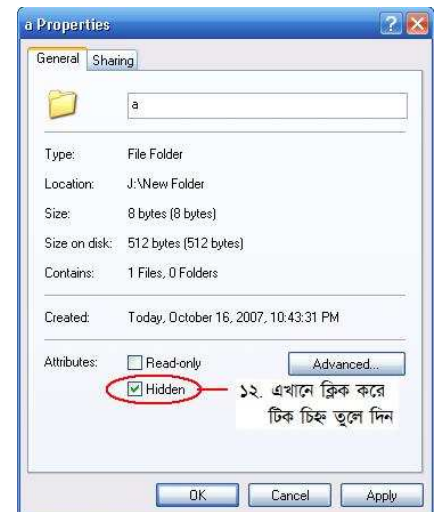 a Properties
General Sharing
a
Type: File Folder
Location: J:\New Folder
Size: 8 bytes (8 bytes)
Size on disk: 512 bytes (512 bytes)
Contains: 1 Files, 0 Folders
Created: Today, October 16, 2007, 10:43:31 PM
Attributes: Read-only Advanced...
Hidden ১২. এখানে ক্লিক করে
টিক চিহ্ন তুলে দিন
OK Cancel Apply